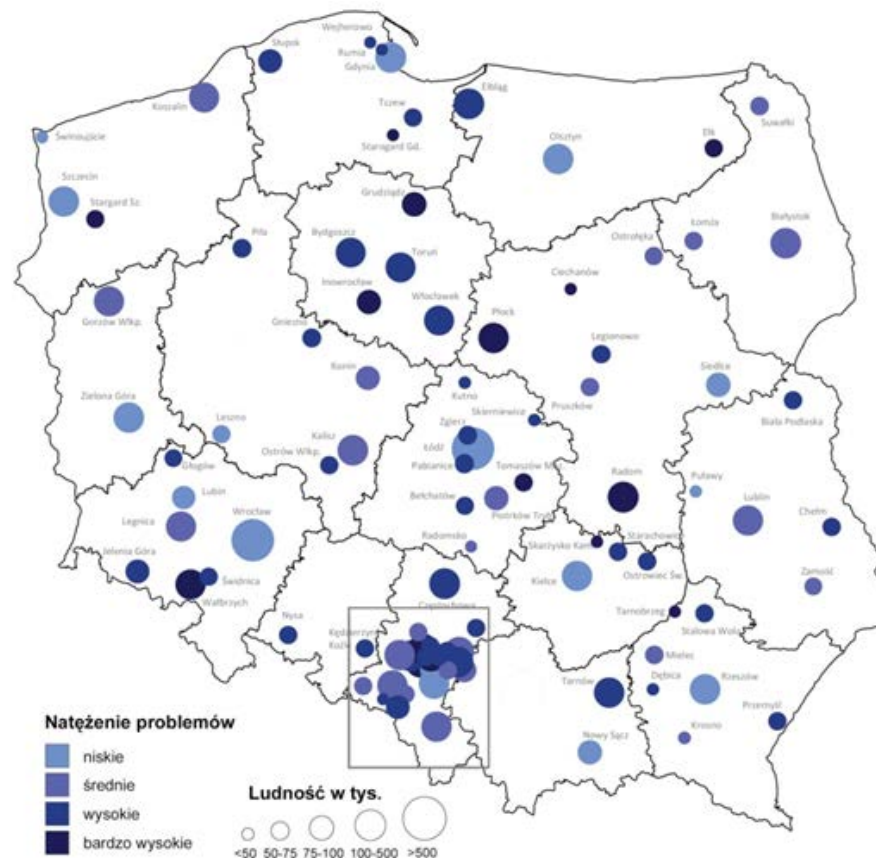 Wejherowo
Słupsk
Rumia
Gdynia
Koszalin
Elbląg
Tczew
Suwałki
Świnoujście
Starogard Gd.
Olsztyn
Ełk
Szczecin
Stargard Sz.
Grudziądz
Piła
Bydgoszcz
Toruń
Ostrołęka
Łomża
Białystok
Inowrocław
Ciechanów
Gorzów Wlkp.
Włocławek
Płock
Gniezno
Legionowo
Konin
Siedlce
Kutno
Pruszków
Zielona Góra
Leszno
Skierniewice
Biała Podlaska
Zgierz
Kalisz
Łódź
Ostrów Wlkp.
Pabianice
Tomaszów Maz.
Radom
Głogów
Puławy
Lubin
Bełchatów
Lublin
Legnica
Wrocław
Piotrków Tryb.
Chełm
Radomsko
Starachowice
Skarżysko Kam.
Jelenia Góra
Świdnica
Kielce
Ostrowiec Św.
Zamość
Wałbrzych
Częstochowa
Nysa
Tarnobrzeg
Stalowa Wola
Kędzierzyn
Koźle
Mielec
Tarnów
Dębica
Rzeszów
Przemyśl
Krosno
Nowy Sącz
Natężenie problemów
niskie
średnie
wysokie
bardzo wysokie
Ludność w tys.
<50 50-75 75-100 100-500 >500